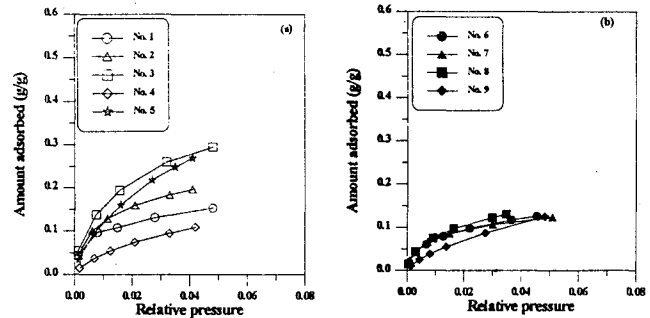 (a)
No. 1
No. 2
No. 3
No. 4
No. 5
0.6
0.5
0.4
0.3
0.2
0.1
0.0
0.00 0.02 0.04 0.06 0.08
Amount adsorbed (g/g)
Relative pressure
(b)
No. 6
No. 7
No. 8
No. 9
0.6
0.5
0.4
0.3
0.2
0.1
0.0
0.00 0.02 0.04 0.06 0.08
Amount adsorbed (g/g)
Relative pressure